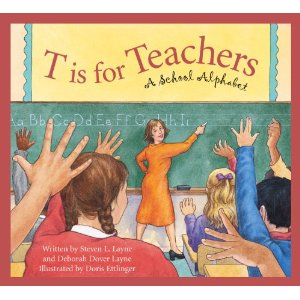 T is for Teachers
A School Alphabet
Bb Cc Dd Ee Ff Gg Hh Ii
Written by Steven L. Layne
and Deborah Dover Layne
Illustrated by Doris Ettlinger